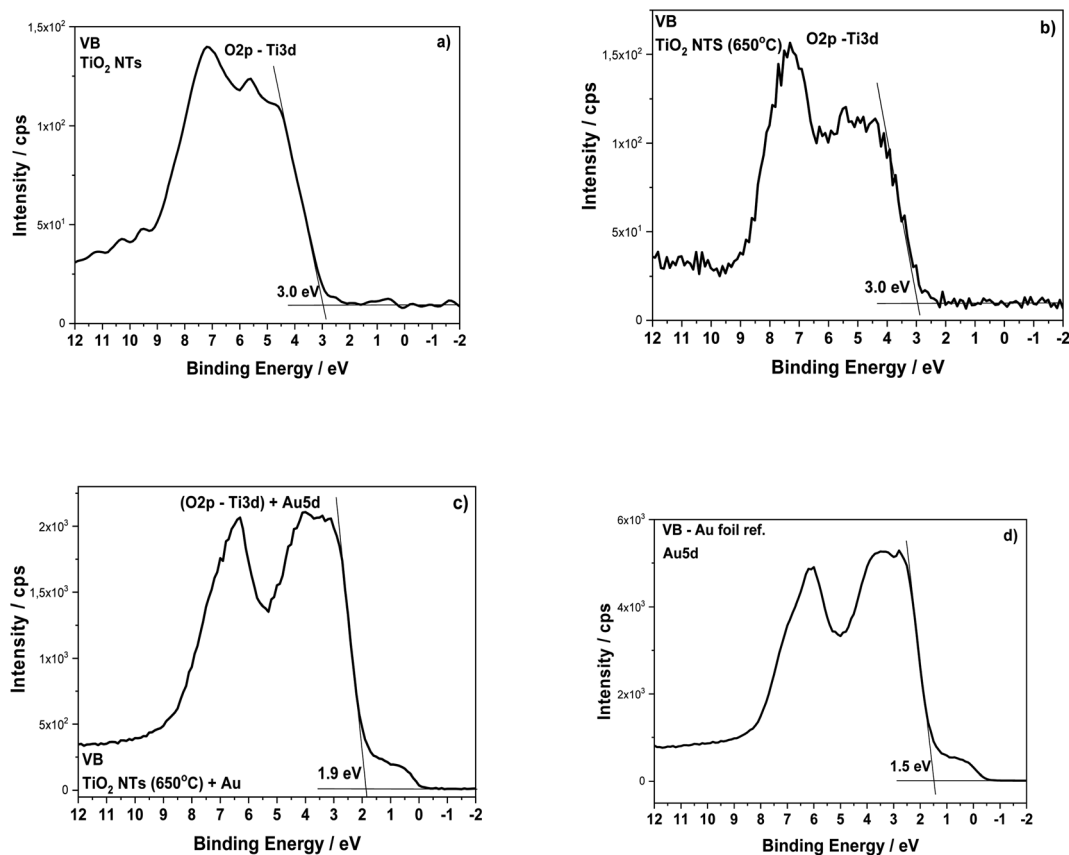 VB
TiO₂ NTs
O2p - Ti3d
a)
1,5x10²
1x10²
5x10¹
0
3.0 eV
12 11 10 9 8 7 6 5 4 3 2 1 0 -1 -2
Binding Energy / eV
Intensity / cps
VB
TiO₂ NTS (650°C)
O2p -Ti3d
b)
1,5x10²
1x10²
5x10¹
0
3.0 eV
12 11 10 9 8 7 6 5 4 3 2 1 0 -1 -2
Binding Energy / eV
Intensity / cps
(O2p - Ti3d) + Au5d
c)
2x10³
1,5x10³
1x10³
5x10²
0
VB
TiO₂ NTs (650°C) + Au
1.9 eV
12 11 10 9 8 7 6 5 4 3 2 1 0 -1 -2
Binding Energy / eV
Intensity / cps
VB - Au foil ref.
Au5d
d)
6x10³
4x10³
2x10³
0
1.5 eV
12 11 10 9 8 7 6 5 4 3 2 1 0 -1 -2
Binding Energy / eV
Intensity / cps